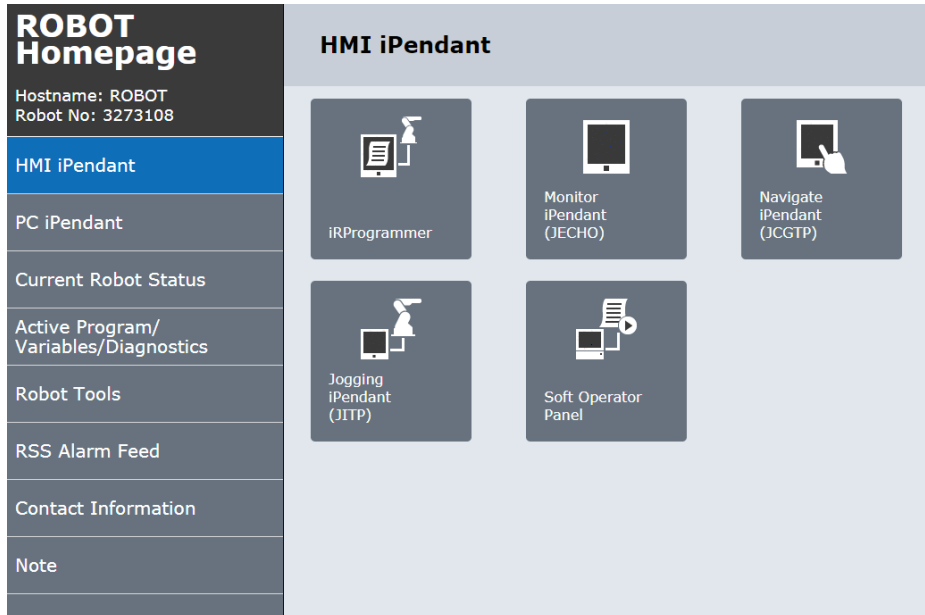 ROBOT
Homepage
Hostname: ROBOT
Robot No: 3273108
HMI iPendant
PC iPendant
Current Robot Status
Active Program/
Variables/Diagnostics
Robot Tools
RSS Alarm Feed
Contact Information
Note
HMI iPendant
iRProgrammer
Monitor
iPendant
(JECHO)
Navigate
iPendant
(JCGTP)
Jogging
iPendant
(JITP)
Soft Operator
Panel